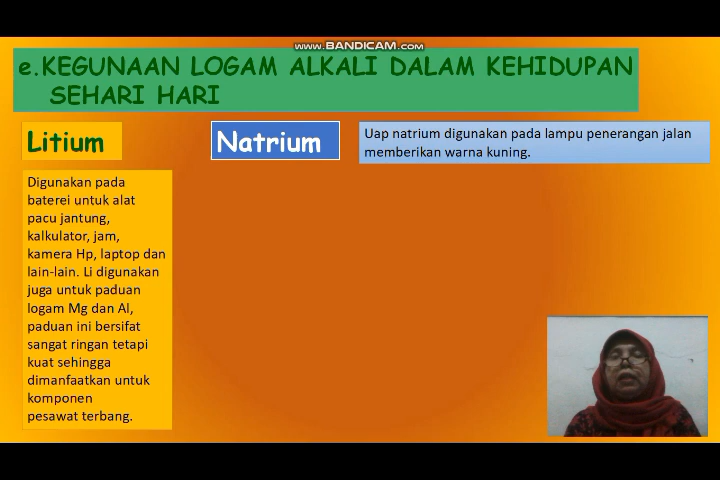 www.BANDICAM.com
e.KEGUNAAN LOGAM ALKALI DALAM KEHIDUPAN
SEHARI HARI
Litium
Natrium
Uap natrium digunakan pada lampu penerangan jalan
memberikan warna kuning.
Digunakan pada
baterei untuk alat
pacu jantung,
kalkulator, jam,
kamera Hp, laptop dan
lain-lain. Li digunakan
juga untuk paduan
logam Mg dan Al,
paduan ini bersifat
sangat ringan tetapi
kuat sehingga
dimanfaatkan untuk
komponen
pesawat terbang.